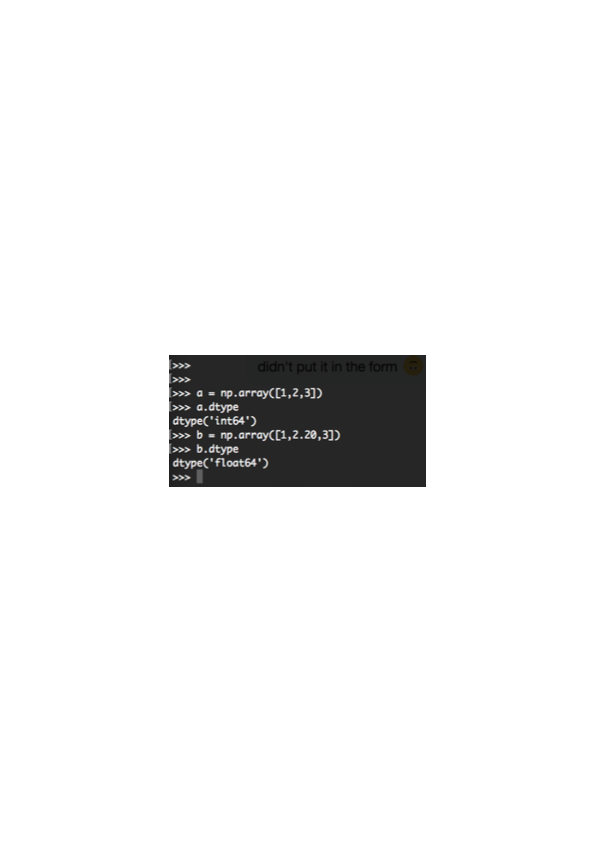 >>>
didn't put it in the form 🙃
>>>
>>> a = np.array([1,2,3])
>>> a.dtype
dtype('int64')
>>> b = np.array([1,2.20,3])
>>> b.dtype
dtype('float64')
>>>